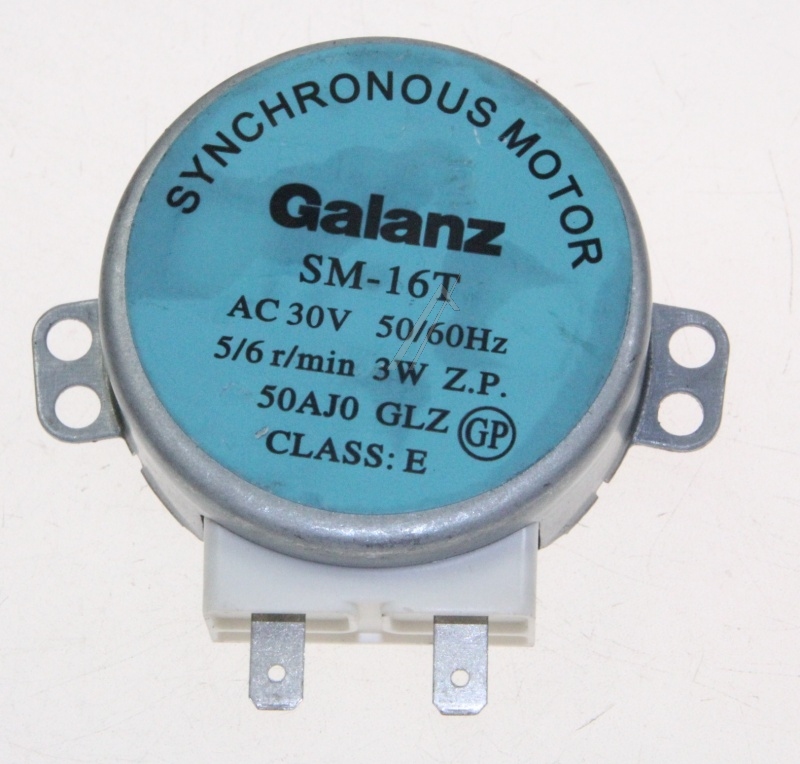 SYNCHRONOUS MOTOR
Galanz
SM-16T
AC 30V 50/60Hz
5/6 r/min 3W Z.P.
50AJ0 GLZ GP
CLASS: E